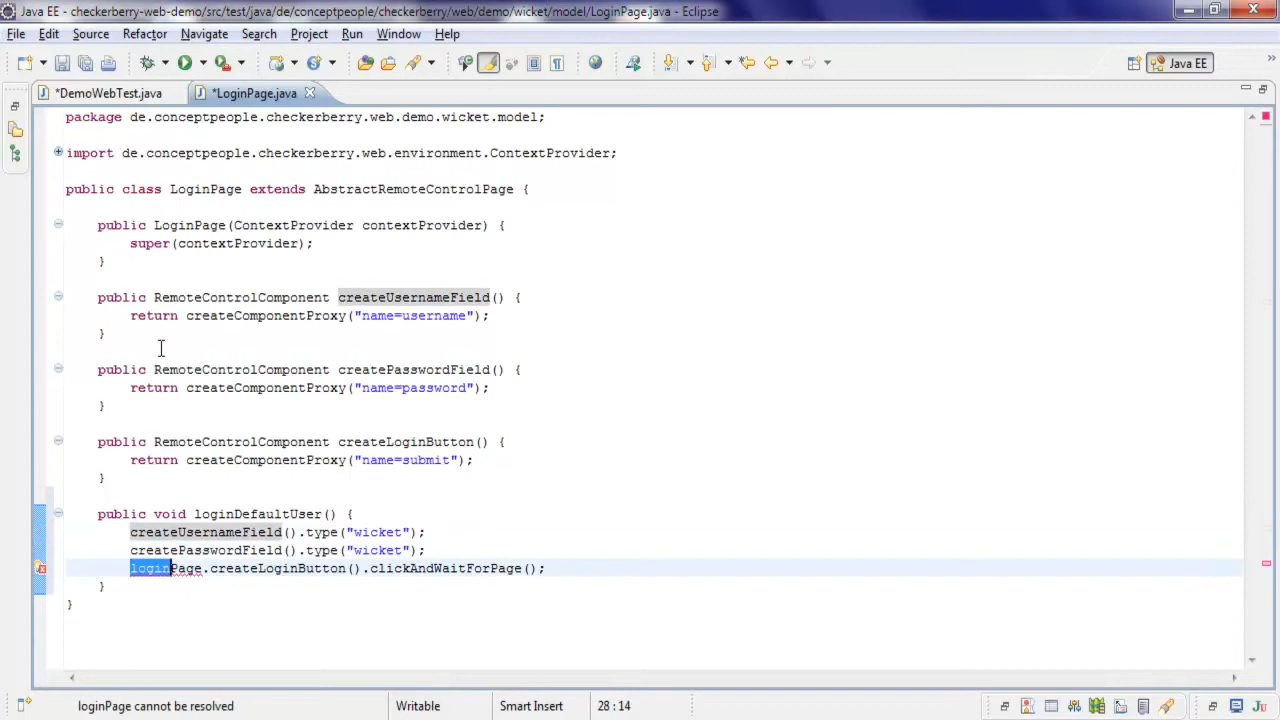 Java EE - checkerberry-web-demo/src/test/java/de/conceptpeople/checkerberry/web/demo/wicket/model/LoginPage.java - Eclipse
File Edit Source Refactor Navigate Search Project Run Window Help
Java EE
*DemoWebTest.java *LoginPage.java
package de.conceptpeople.checkerberry.web.demo.wicket.model;
import de.conceptpeople.checkerberry.web.environment.ContextProvider;
public class LoginPage extends AbstractRemoteControlPage {
public LoginPage(ContextProvider contextProvider) {
super(contextProvider);
}
public RemoteControlComponent createUsernameField() {
return createComponentProxy("name=username");
}
public RemoteControlComponent createPasswordField() {
return createComponentProxy("name=password");
}
public RemoteControlComponent createLoginButton() {
return createComponentProxy("name=submit");
}
public void loginDefaultUser() {
createUsernameField().type("wicket");
createPasswordField().type("wicket");
loginPage.createLoginButton().clickAndWaitForPage();
}
}
loginPage cannot be resolved Writable Smart Insert 28:14